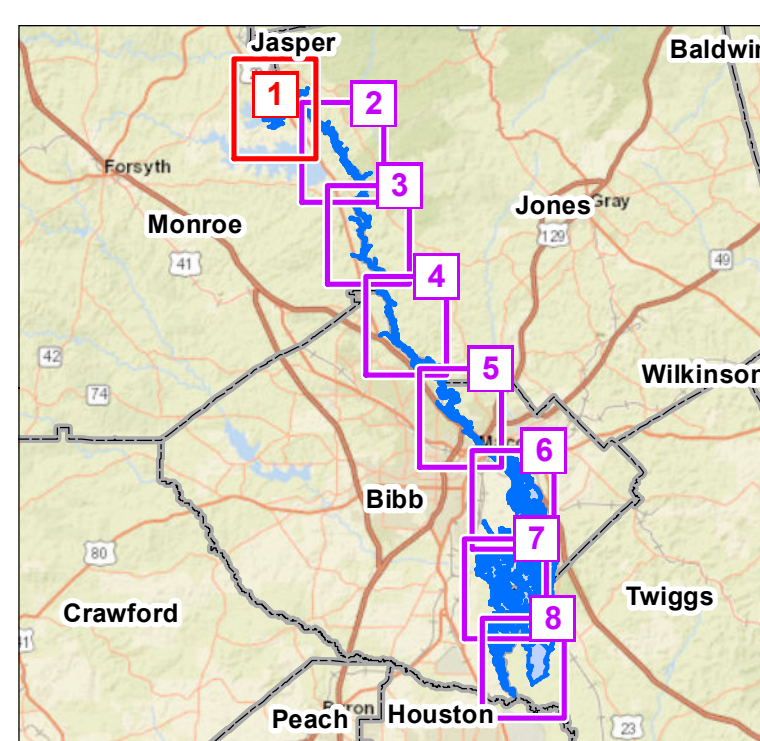 Jasper
Baldwin
1
2
Forsyth
3
Jones
Gray
Monroe
129
41
49
4
42
5
Wilkinson
74
6
Bibb
7
80
Twiggs
Crawford
8
Peach
Houston
23